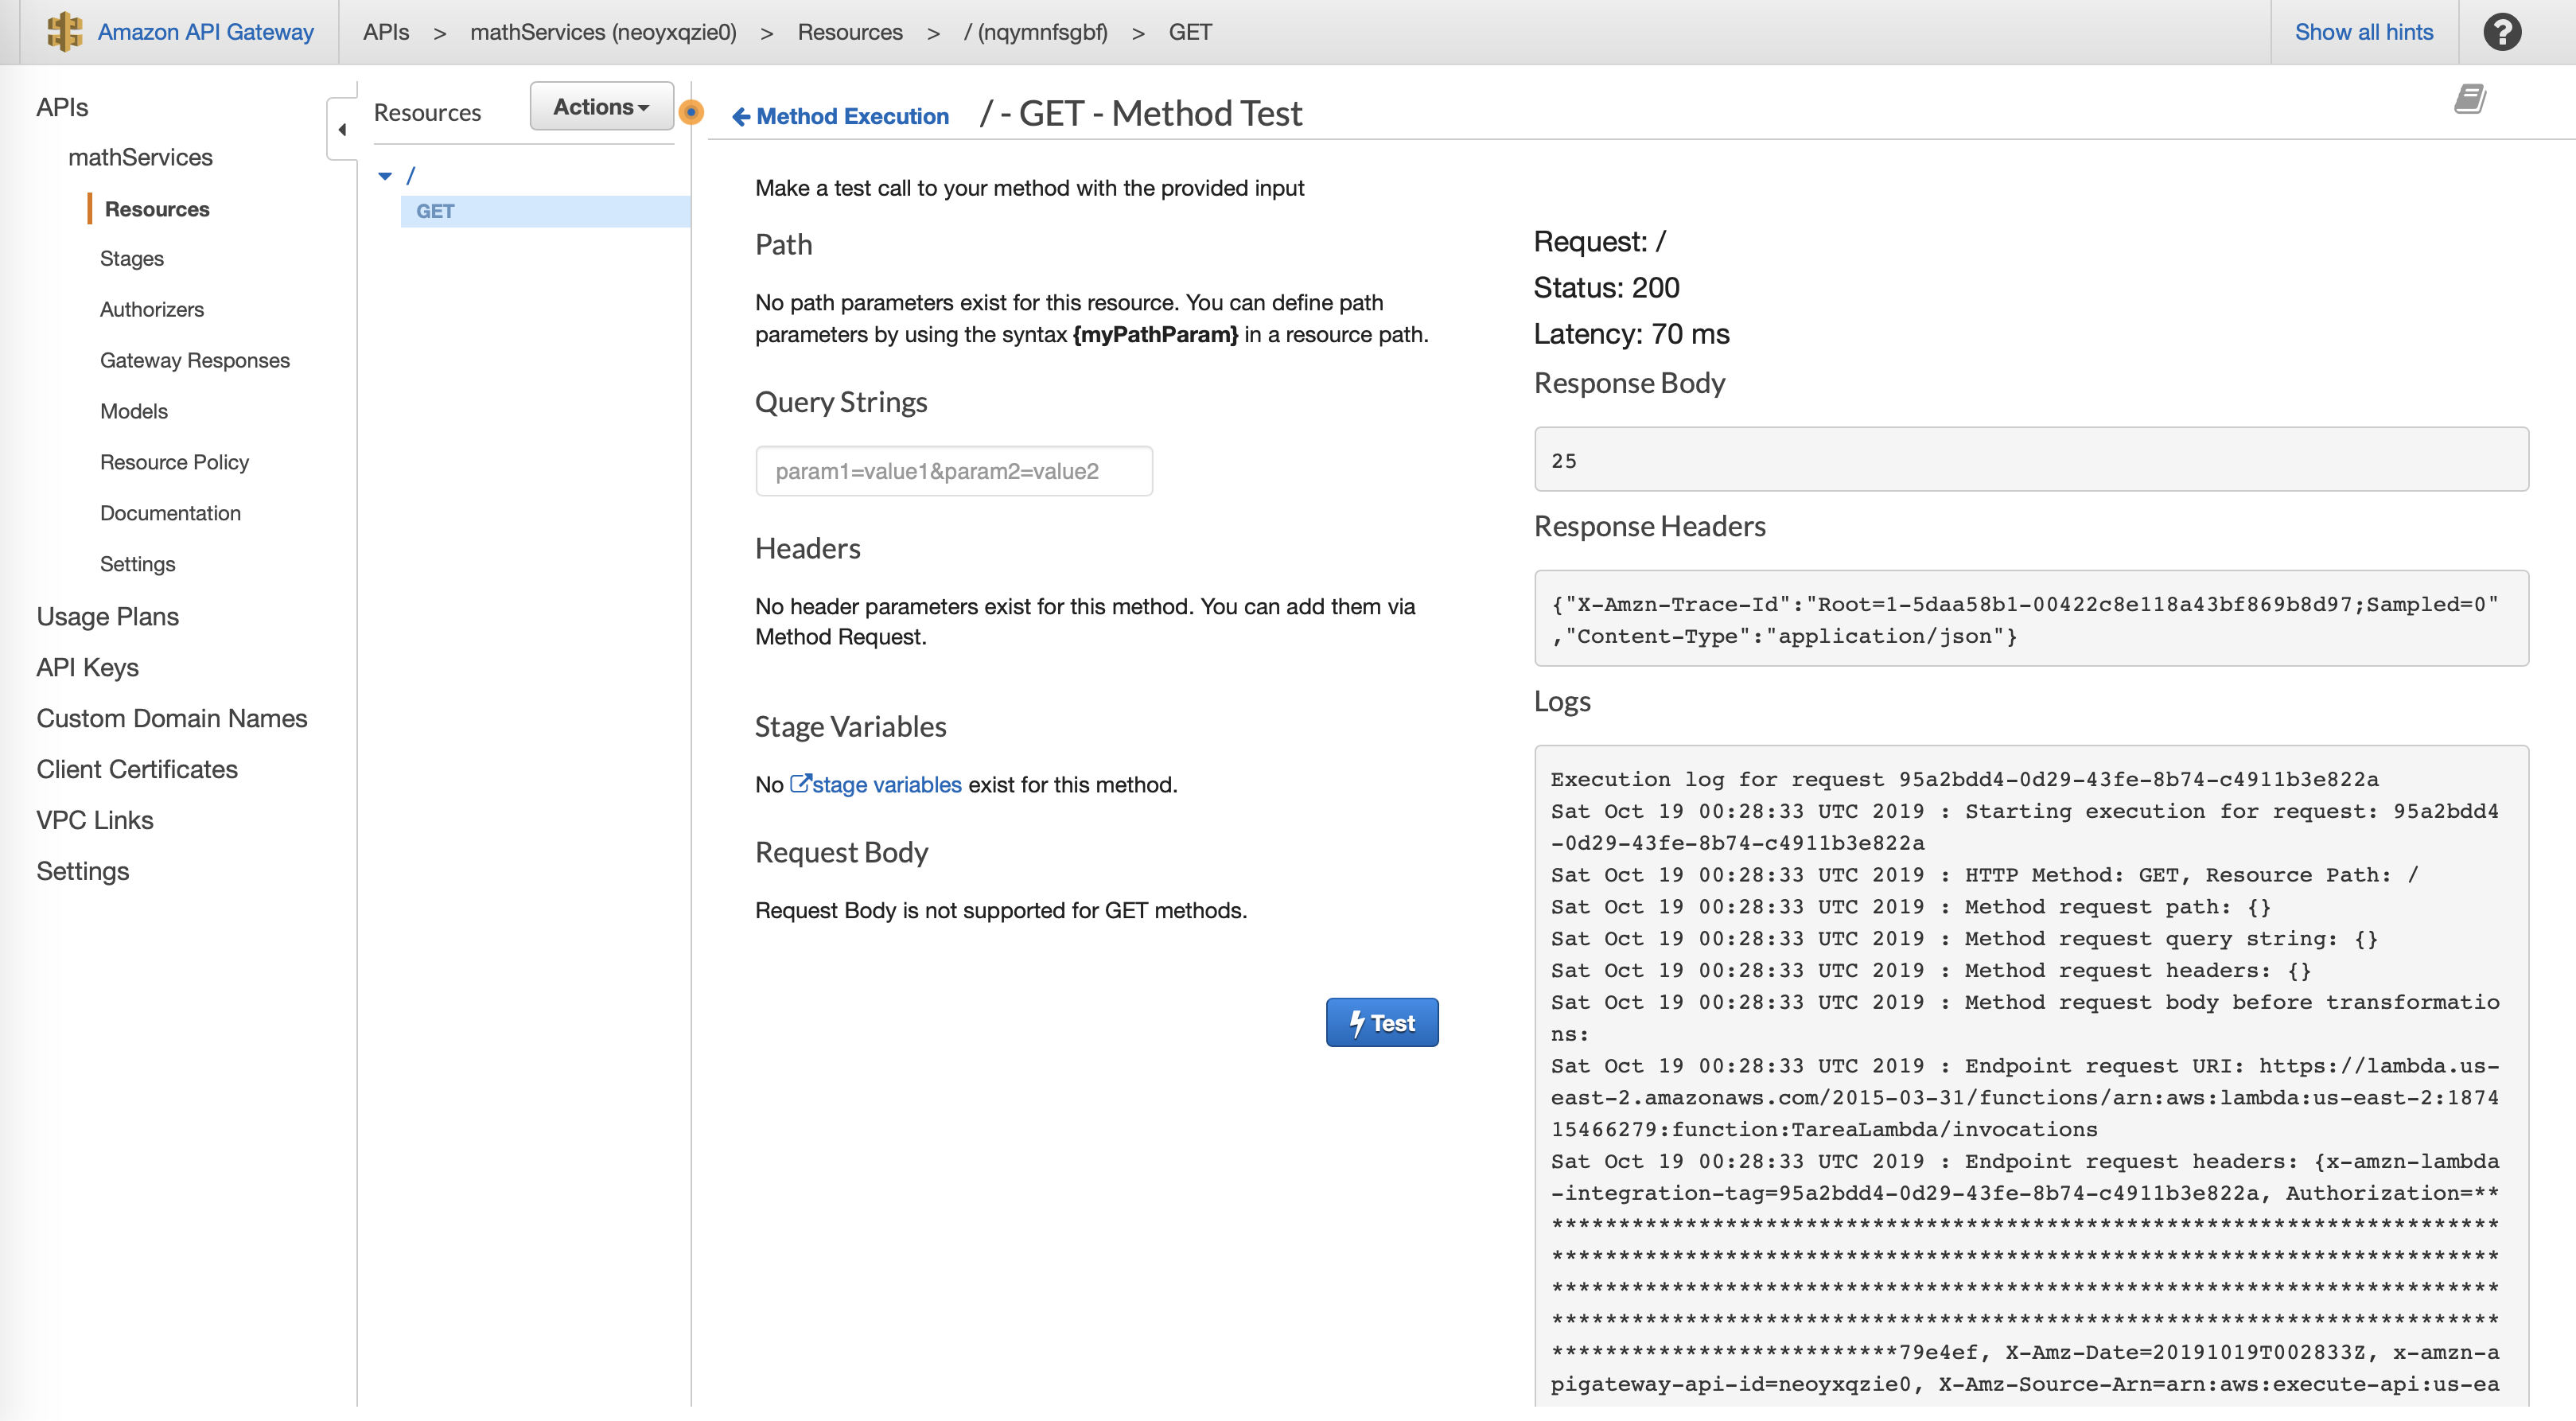 Amazon API Gateway
APIs > mathServices (neoyxqzie0) > Resources > / (nqymnfsgbf) > GET
Show all hints
?
APIs
mathServices
Resources
Stages
Authorizers
Gateway Responses
Models
Resource Policy
Documentation
Settings
Usage Plans
API Keys
Custom Domain Names
Client Certificates
VPC Links
Settings
Resources
Actions
/
GET
Method Execution / - GET - Method Test
Make a test call to your method with the provided input
Path
No path parameters exist for this resource. You can define path
parameters by using the syntax {myPathParam} in a resource path.
Query Strings
param1=value1&param2=value2
Headers
No header parameters exist for this method. You can add them via
Method Request.
Stage Variables
No stage variables exist for this method.
Request Body
Request Body is not supported for GET methods.
Test
Request: /
Status: 200
Latency: 70 ms
Response Body
25
Response Headers
{"X-Amzn-Trace-Id":"Root=1-5daa58b1-00422c8e118a43bf869b8d97;Sampled=0"
,"Content-Type":"application/json"}
Logs
Execution log for request 95a2bdd4-0d29-43fe-8b74-c4911b3e822a
Sat Oct 19 00:28:33 UTC 2019 : Starting execution for request: 95a2bdd4
-0d29-43fe-8b74-c4911b3e822a
Sat Oct 19 00:28:33 UTC 2019 : HTTP Method: GET, Resource Path: /
Sat Oct 19 00:28:33 UTC 2019 : Method request path: {}
Sat Oct 19 00:28:33 UTC 2019 : Method request query string: {}
Sat Oct 19 00:28:33 UTC 2019 : Method request headers: {}
Sat Oct 19 00:28:33 UTC 2019 : Method request body before transformatio
ns:
Sat Oct 19 00:28:33 UTC 2019 : Endpoint request URI: https://lambda.us-
east-2.amazonaws.com/2015-03-31/functions/arn:aws:lambda:us-east-2:1874
15466279:function:TareaLambda/invocations
Sat Oct 19 00:28:33 UTC 2019 : Endpoint request headers: {x-amzn-lambda
-integration-tag=95a2bdd4-0d29-43fe-8b74-c4911b3e822a, Authorization=**
***********************************************************************
***********************************************************************
***********************************************************************
***********************************************************************
**************************79e4ef, X-Amz-Date=20191019T002833Z, x-amzn-a
pigateway-api-id=neoyxqzie0, X-Amz-Source-Arn=arn:aws:execute-api:us-ea